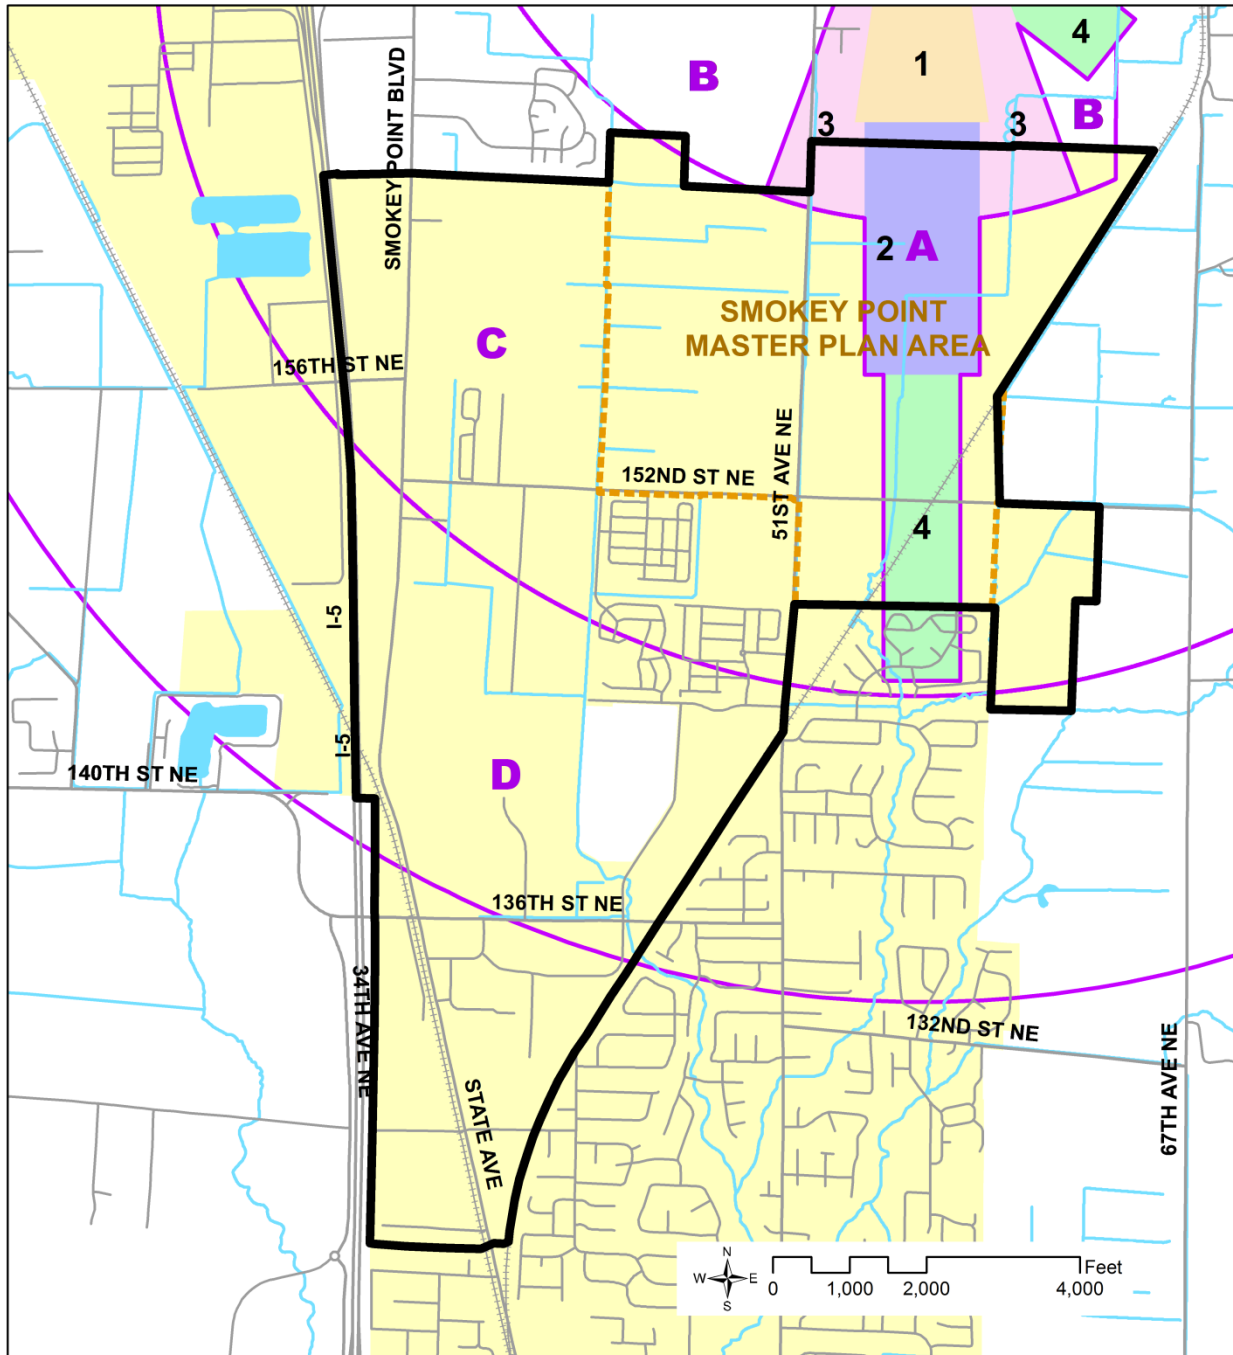 4
1
B
SMOKEY POINT BLVD
B
3
3
2
A
SMOKEY POINT
MASTER PLAN AREA
C
156TH ST NE
51ST AVE NE
152ND ST NE
4
I-5
I-5
140TH ST NE
D
136TH ST NE
34TH AVE NE
132ND ST NE
67TH AVE NE
STATE AVE
N
W E
S
Feet
0 1,000 2,000 4,000